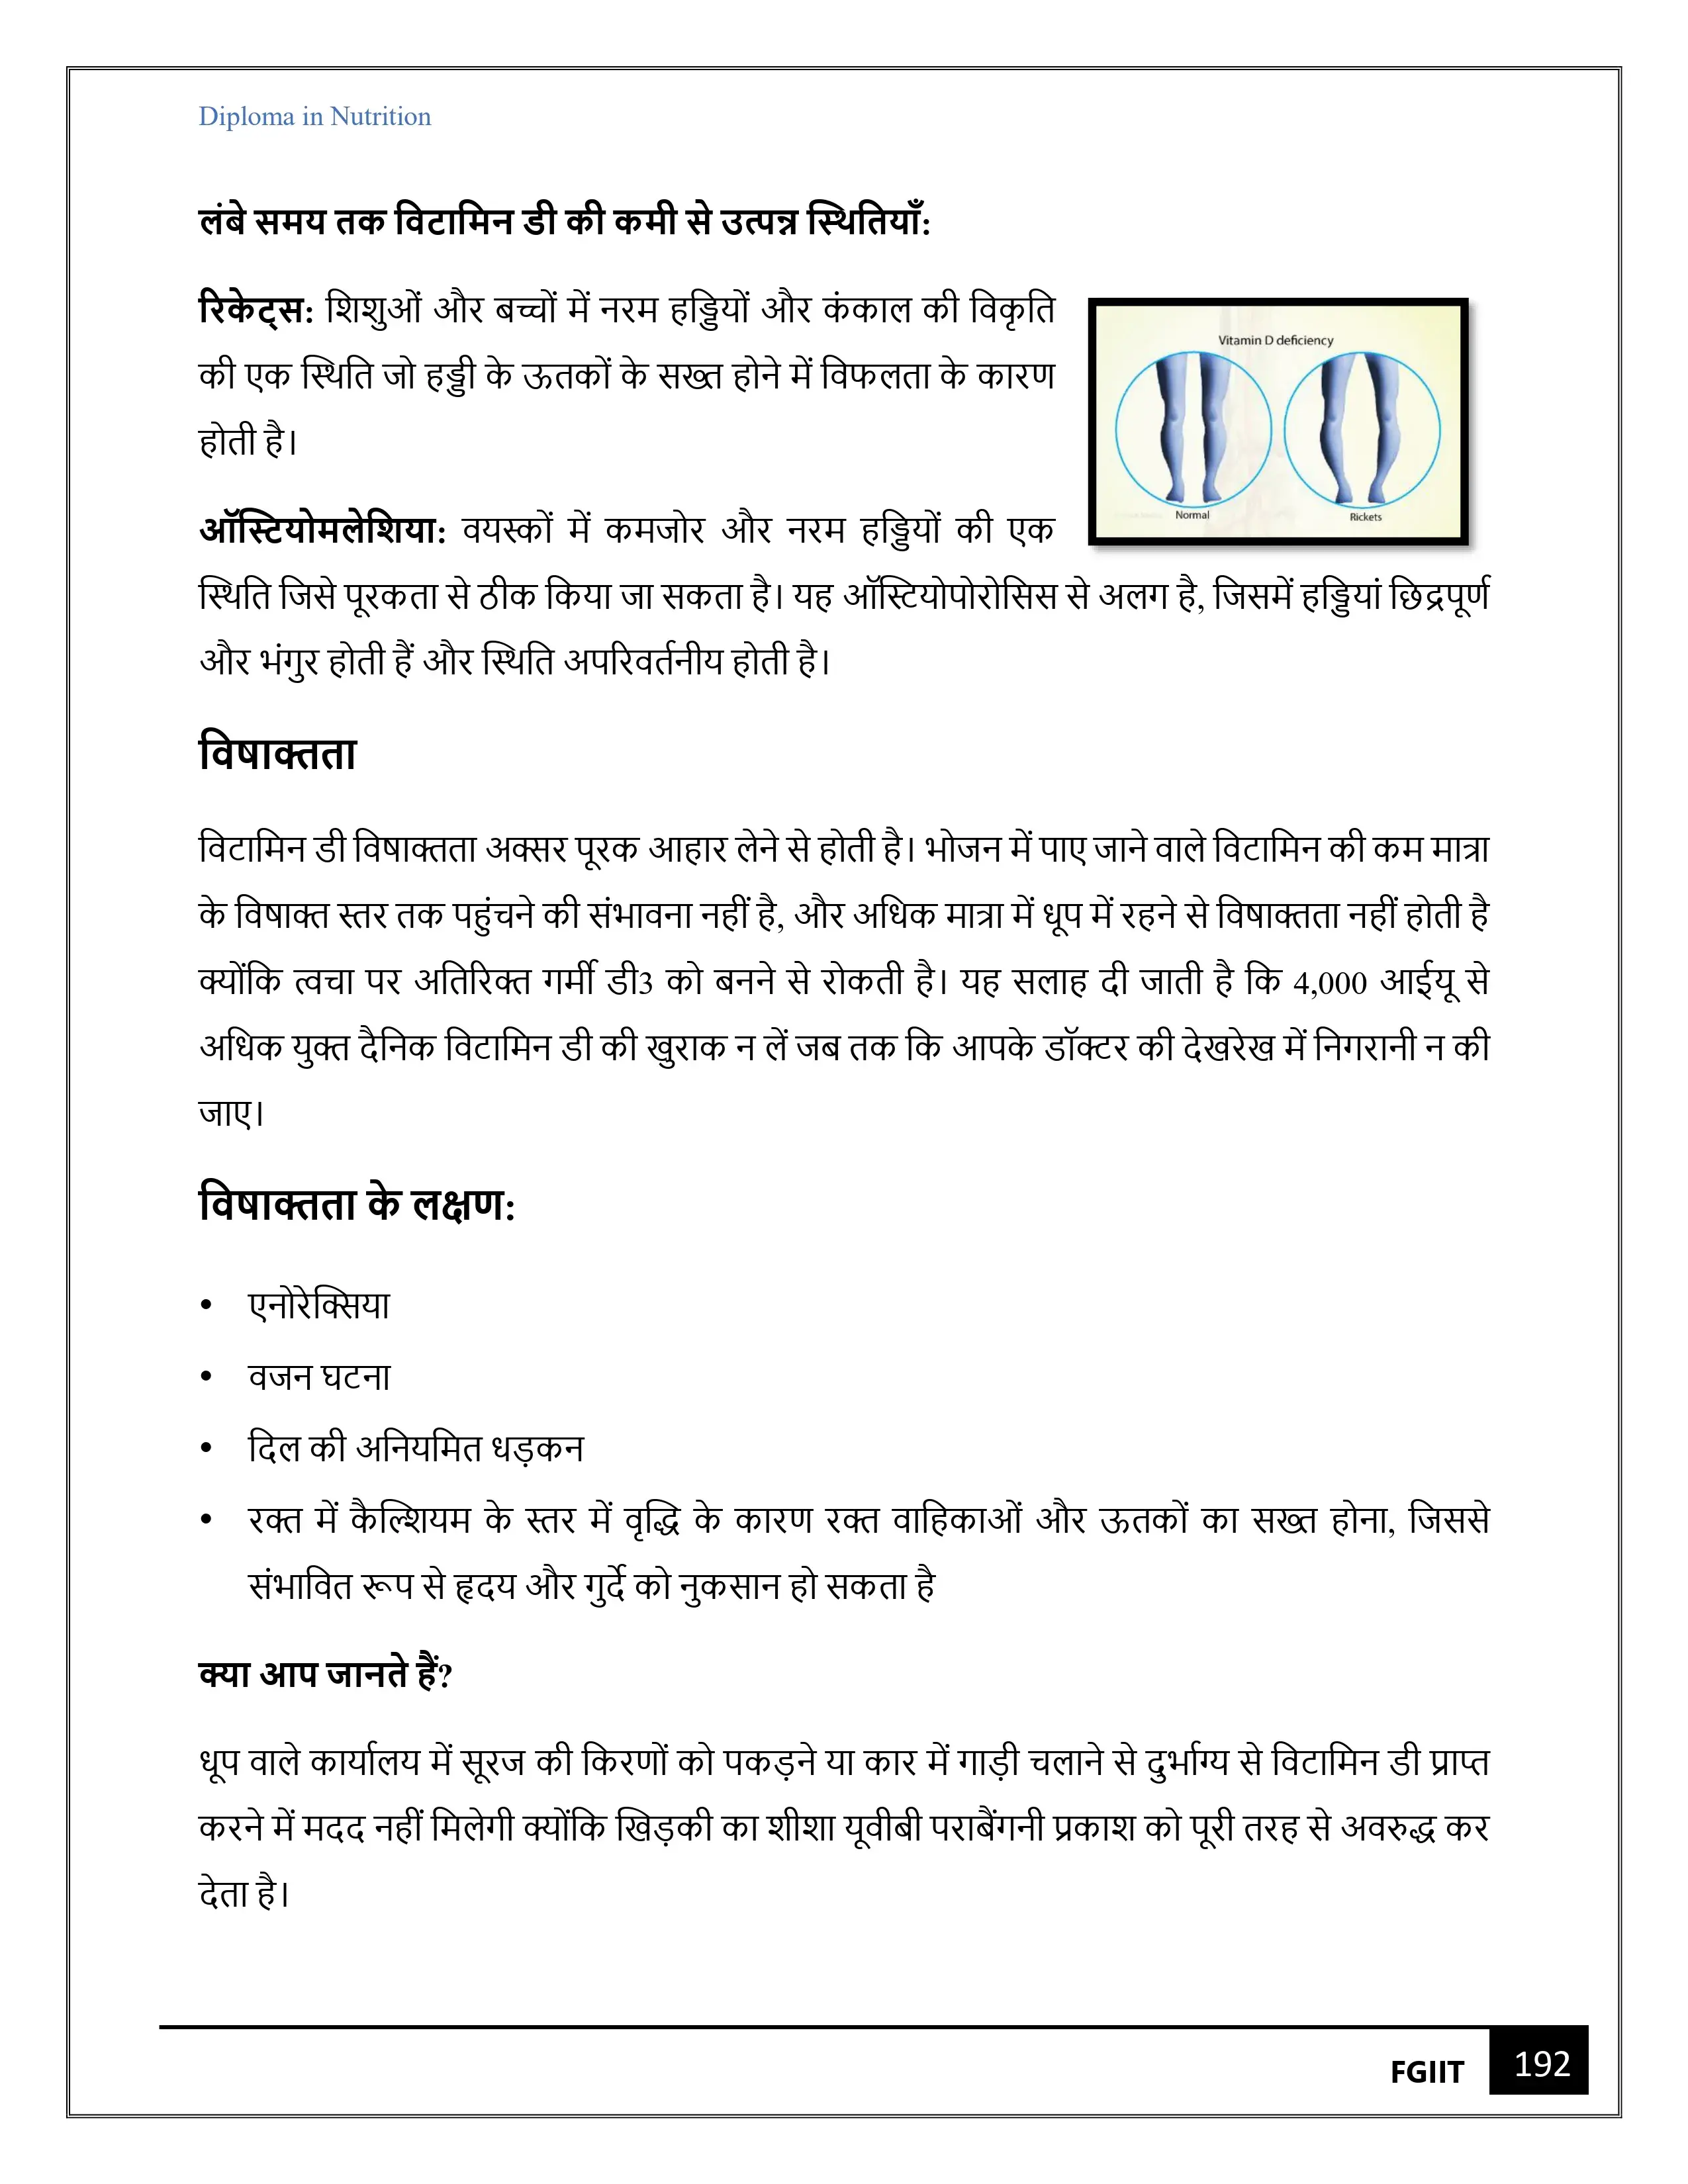 Diploma in Nutrition
लंबे समय तक विटामिन डी की कमी से उत्पन्न स्थितियाँ:
रिकेट्स: शिशुओं और बच्चों में नरम हड्डियों और कंकाल की विकृति
की एक स्थिति जो हड्डी के ऊतकों के सख्त होने में विफलता के कारण
होती है।
Vitamin D deficiency
Normal
Rickets
ऑस्टियोमलेशिया: वयस्कों में कमजोर और नरम हड्डियों की एक
स्थिति जिसे पूरकता से ठीक किया जा सकता है। यह ऑस्टियोपोरोसिस से अलग है, जिसमें हड्डियां छिद्रपूर्ण
और भंगुर होती हैं और स्थिति अपरिवर्तनीय होती है।
विषाक्तता
विटामिन डी विषाक्तता अक्सर पूरक आहार लेने से होती है। भोजन में पाए जाने वाले विटामिन की कम मात्रा
के विषाक्त स्तर तक पहुंचने की संभावना नहीं है, और अधिक मात्रा में धूप में रहने से विषाक्तता नहीं होती है
क्योंकि त्वचा पर अतिरिक्त गर्मी डी3 को बनने से रोकती है। यह सलाह दी जाती है कि 4,000 आईयू से
अधिक युक्त दैनिक विटामिन डी की खुराक न लें जब तक कि आपके डॉक्टर की देखरेख में निगरानी न की
जाए।
विषाक्तता के लक्षण:
• एनोरेक्सिया
• वजन घटना
• दिल की अनियमित धड़कन
• रक्त में कैल्शियम के स्तर में वृद्धि के कारण रक्त वाहिकाओं और ऊतकों का सख्त होना, जिससे
संभावित रूप से हृदय और गुर्दे को नुकसान हो सकता है
क्या आप जानते हैं?
धूप वाले कार्यालय में सूरज की किरणों को पकड़ने या कार में गाड़ी चलाने से दुर्भाग्य से विटामिन डी प्राप्त
करने में मदद नहीं मिलेगी क्योंकि खिड़की का शीशा यूवीबी पराबैंगनी प्रकाश को पूरी तरह से अवरुद्ध कर
देता है।
FGIIT 192